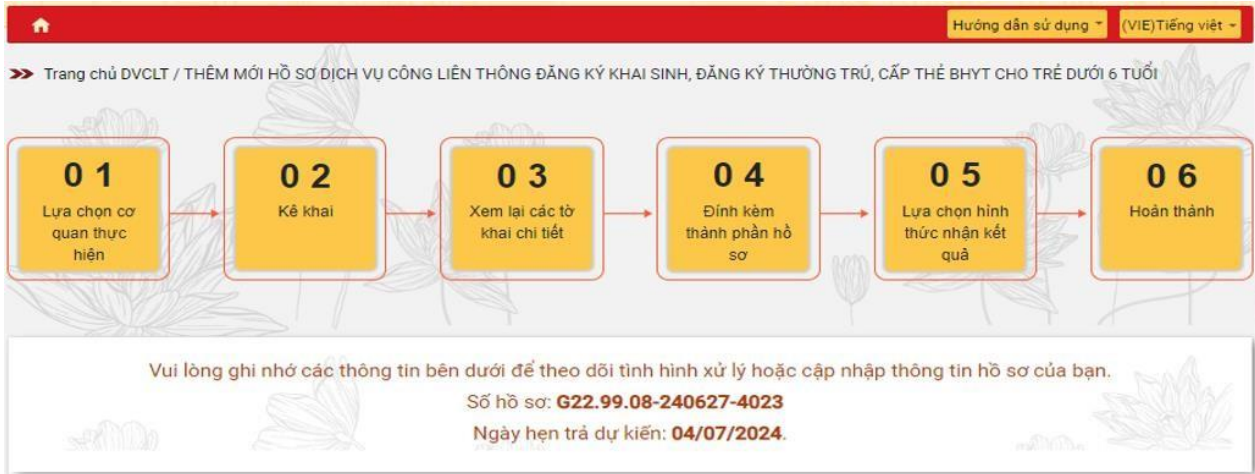 Hướng dẫn sử dụng (VIE)Tiếng việt
Trang chủ DVCLT / THÊM MỚI HỒ SƠ DỊCH VỤ CÔNG LIÊN THÔNG ĐĂNG KÝ KHAI SINH, ĐĂNG KÝ THƯỜNG TRÚ, CẤP THẺ BHYT CHO TRẺ DƯỚI 6 TUỔI
0 1
Lựa chọn cơ
quan thực
hiện
0 2
Kê khai
0 3
Xem lại các tờ
khai chi tiết
0 4
Đính kèm
thành phần hồ
sơ
0 5
Lựa chọn hình
thức nhận kết
quả
0 6
Hoàn thành
Vui lòng ghi nhớ các thông tin bên dưới để theo dõi tình hình xử lý hoặc cập nhập thông tin hồ sơ của bạn.
Số hồ sơ: G22.99.08-240627-4023
Ngày hẹn trả dự kiến: 04/07/2024.